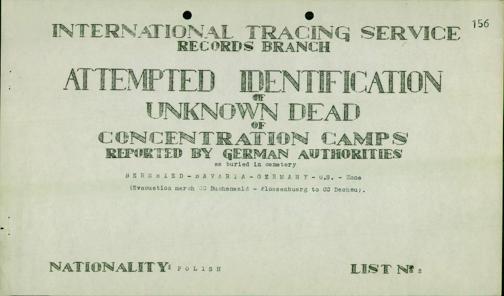 156
INTERNATIONAL TRACING SERVICE
RECORDS BRANCH
ATTEMPTED IDENTIFICATION
OF
UNKNOWN DEAD
OF
CONCENTRATION CAMPS
REPORTED BY GERMAN AUTHORITIES
as buried in cemetery
BERNRIED - BAVARIA - GERMANY - U.S. - Zone
(Evacuation march CC Buchenwald - Flossenbuerg to CC Dachau).
NATIONALITY: POLISH
LIST Nº 2